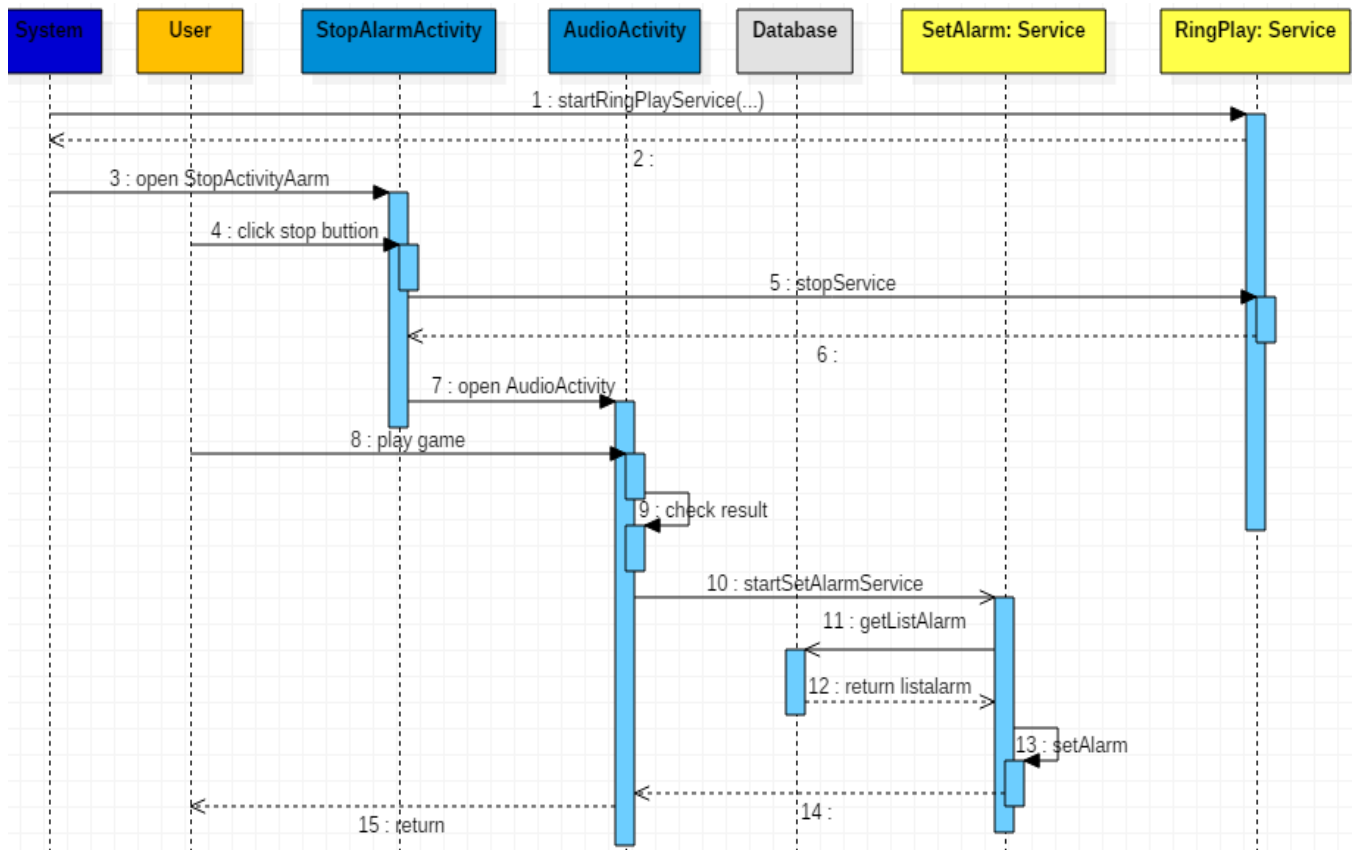 System
User
StopAlarmActivity
AudioActivity
Database
SetAlarm: Service
RingPlay: Service
1 : startRingPlayService(...)
2 :
3 : open StopActivityAarm
4 : click stop buttion
5 : stopService
6 :
7 : open AudioActivity
8 : play game
9 : check result
10 : startSetAlarmService
11 : getListAlarm
12 : return listalarm
13 : setAlarm
14 :
15 : return